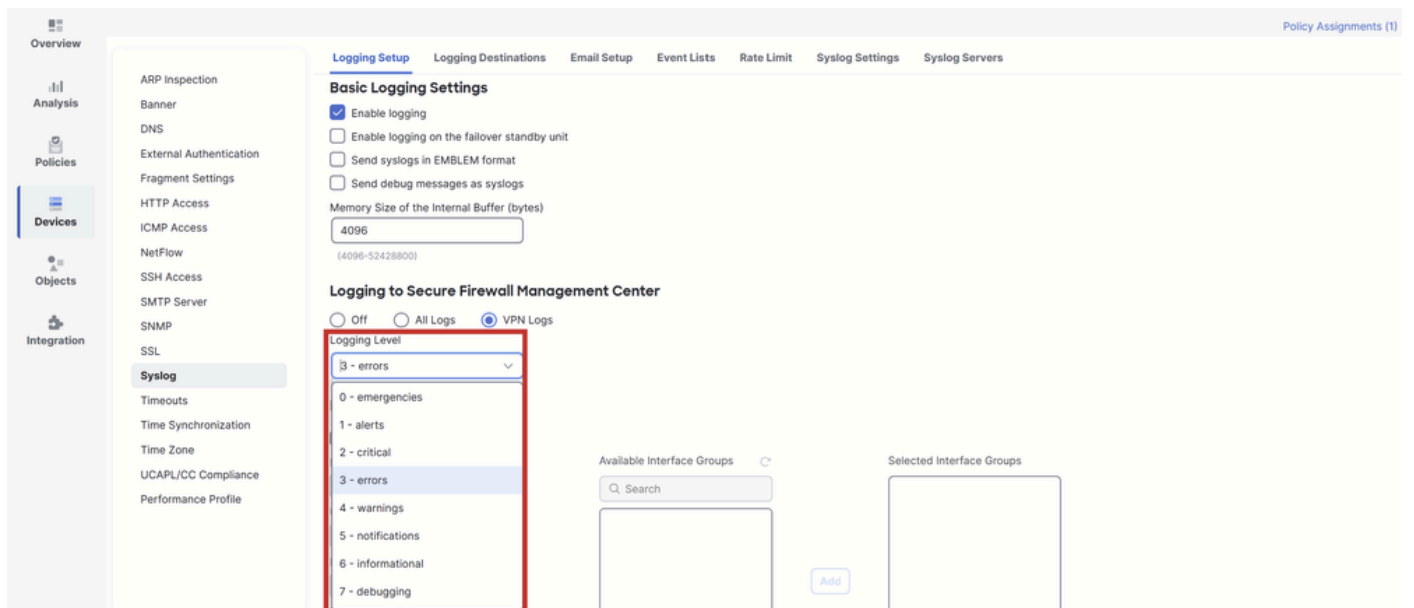 Policy Assignments (1)
Overview
Analysis
Policies
Devices
Objects
Integration
ARP Inspection
Banner
DNS
External Authentication
Fragment Settings
HTTP Access
ICMP Access
NetFlow
SSH Access
SMTP Server
SNMP
SSL
Syslog
Timeouts
Time Synchronization
Time Zone
UCAPL/CC Compliance
Performance Profile
Logging Setup Logging Destinations Email Setup Event Lists Rate Limit Syslog Settings Syslog Servers
Basic Logging Settings
Enable logging
Enable logging on the failover standby unit
Send syslogs in EMBLEM format
Send debug messages as syslogs
Memory Size of the Internal Buffer (bytes)
4096
(4096-52428800)
Logging to Secure Firewall Management Center
Off All Logs VPN Logs
Logging Level
3 - errors
0 - emergencies
1 - alerts
2 - critical
3 - errors
4 - warnings
5 - notifications
6 - informational
7 - debugging
Available Interface Groups
Search
Add
Selected Interface Groups